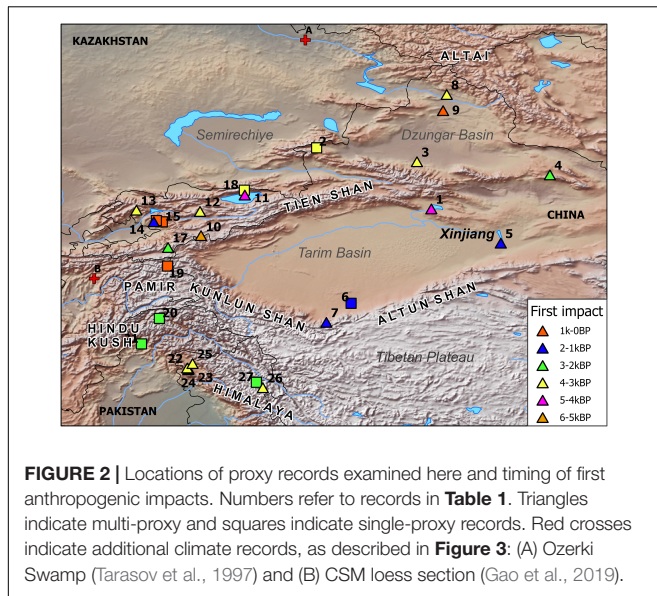 KAZAKHSTAN
A
ALTAI
8
9
Semirechiye
2
Dzungar Basin
3
4
18
11
TIEN SHAN
13
12
1
CHINA
15
14
10
Xinjiang
5
17
Tarim Basin
19
B
PAMIR
KUNLUN SHAN
6
ALTUN SHAN
7
20
HINDU
KUSH
21
Tibetan Plateau
22
25
23
24
27
26
HIMALAYA
PAKISTAN
First impact
1k-0BP
2-1kBP
3-2kBP
4-3kBP
5-4kBP
6-5kBP
FIGURE 2 | Locations of proxy records examined here and timing of first
anthropogenic impacts. Numbers refer to records in Table 1. Triangles
indicate multi-proxy and squares indicate single-proxy records. Red crosses
indicate additional climate records, as described in Figure 3: (A) Ozerki
Swamp (Tarasov et al., 1997) and (B) CSM loess section (Gao et al., 2019).